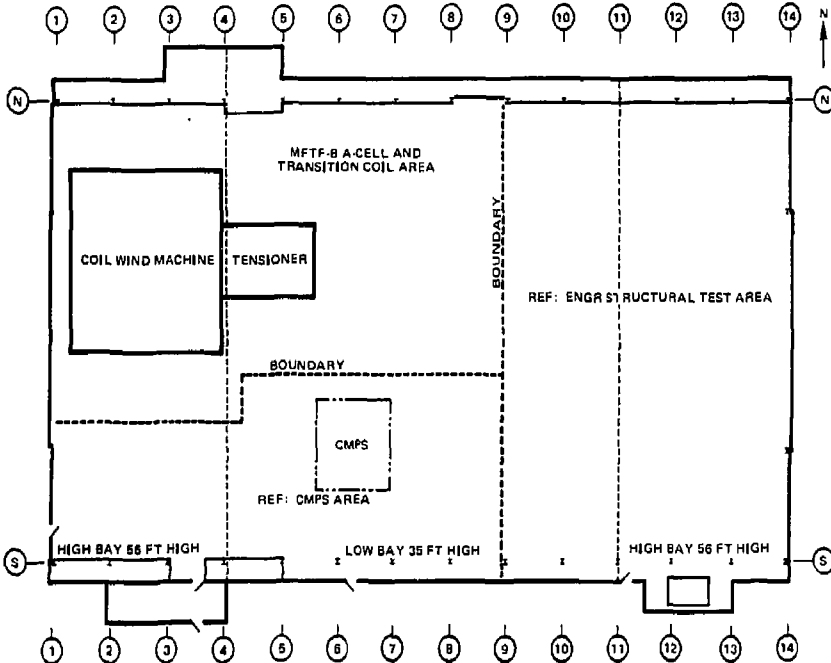 1 2 3 4 5 6 7 8 9 10 11 12 13 14
N
N N
MFTF-B A-CELL AND
TRANSITION COIL AREA
BOUNDARY
COIL WIND MACHINE TENSIONER
REF: ENGR STRUCTURAL TEST AREA
BOUNDARY
CMPS
REF: CMPS AREA
HIGH BAY 56 FT HIGH LOW BAY 35 FT HIGH HIGH BAY 56 FT HIGH
S S
1 2 3 4 5 6 7 8 9 10 11 12 13 14